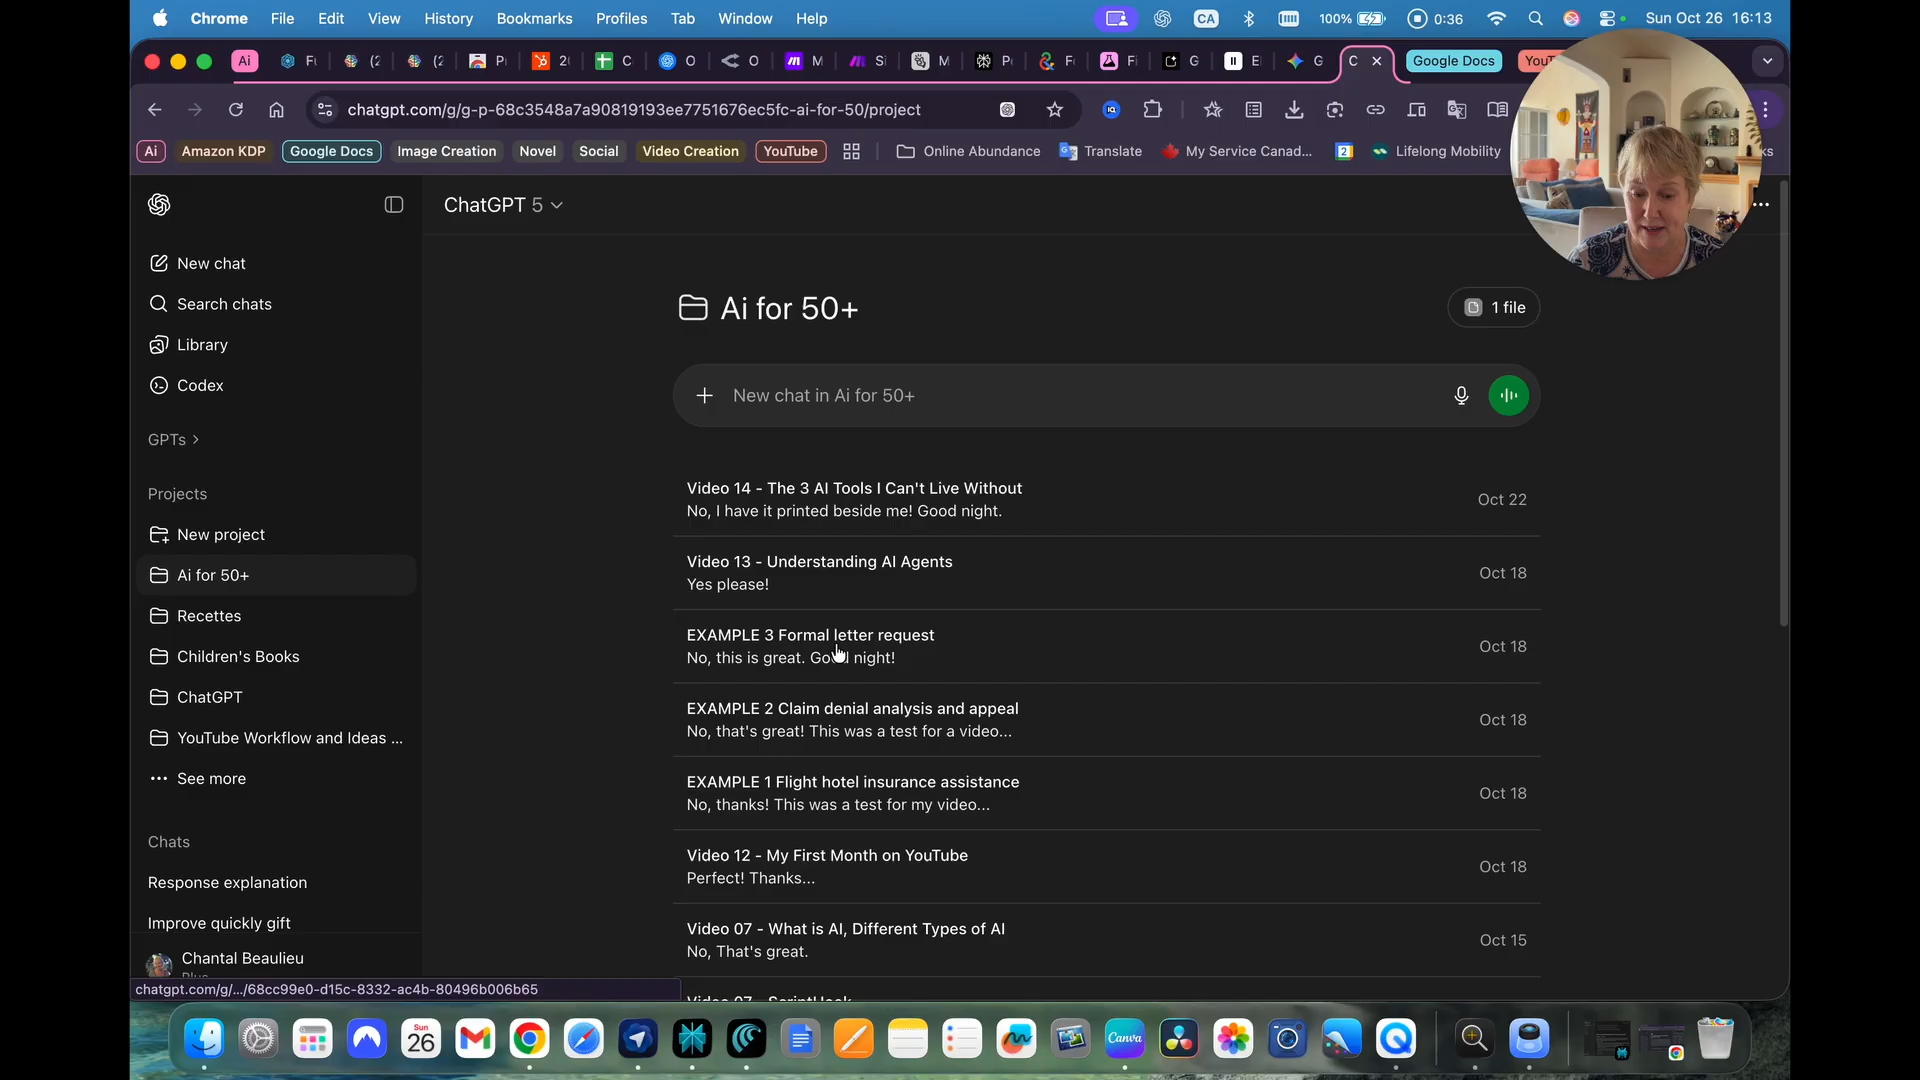 Chrome File Edit View History Bookmarks Profiles Tab Window Help CA 100% 0:36 Sun Oct 26 16:13
Ai Google Docs
chatgpt.com/g/g-p-68c3548a7a90819193ee7751676ec5fc-ai-for-50/project
Ai Amazon KDP Google Docs Image Creation Novel Social Video Creation YouTube Online Abundance Translate My Service Canad... 2 Lifelong Mobility
ChatGPT 5
New chat
Search chats
Library
Codex
GPTs
Projects
New project
Ai for 50+
Recettes
Children's Books
ChatGPT
YouTube Workflow and Ideas ...
See more
Chats
Response explanation
Improve quickly gift
Chantal Beaulieu
Plus
chatgpt.com/g/.../68cc99e0-d15c-8332-ac4b-80496b006b65
Ai for 50+
1 file
New chat in Ai for 50+
Video 14 - The 3 AI Tools I Can't Live Without
No, I have it printed beside me! Good night.
Oct 22
Video 13 - Understanding AI Agents
Yes please!
Oct 18
EXAMPLE 3 Formal letter request
No, this is great. Good night!
Oct 18
EXAMPLE 2 Claim denial analysis and appeal
No, that's great! This was a test for a video...
Oct 18
EXAMPLE 1 Flight hotel insurance assistance
No, thanks! This was a test for my video...
Oct 18
Video 12 - My First Month on YouTube
Perfect! Thanks...
Oct 18
Video 07 - What is AI, Different Types of AI
No, That's great.
Oct 15
Sun
26
Canva